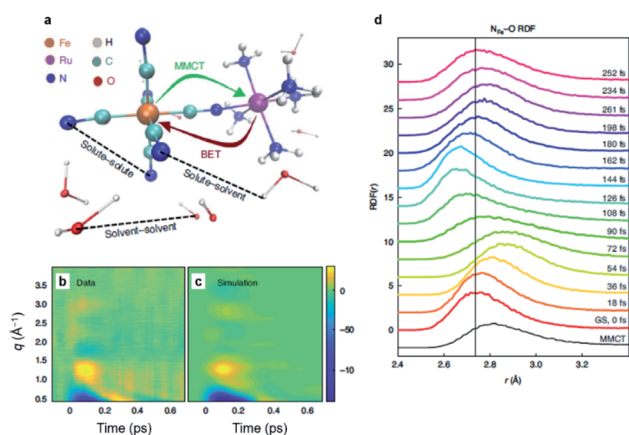 a
Fe
Ru
N
H
C
O
MMCT
BET
Solute–solute
Solute–solvent
Solvent–solvent
b Data
c Simulation
q (Å⁻¹)
3.5
3.0
2.5
2.0
1.5
1.0
0.5
0 0.2 0.4 0.6
Time (ps)
0 0.2 0.4 0.6
Time (ps)
0
−50
−10
d
N_Fe–O RDF
RDF(r)
30
25
20
15
10
5
0
252 fs
234 fs
261 fs
198 fs
180 fs
162 fs
144 fs
126 fs
108 fs
90 fs
72 fs
54 fs
36 fs
18 fs
GS, 0 fs
MMCT
2.4 2.6 2.8 3.0 3.2 3.4
r (Å)